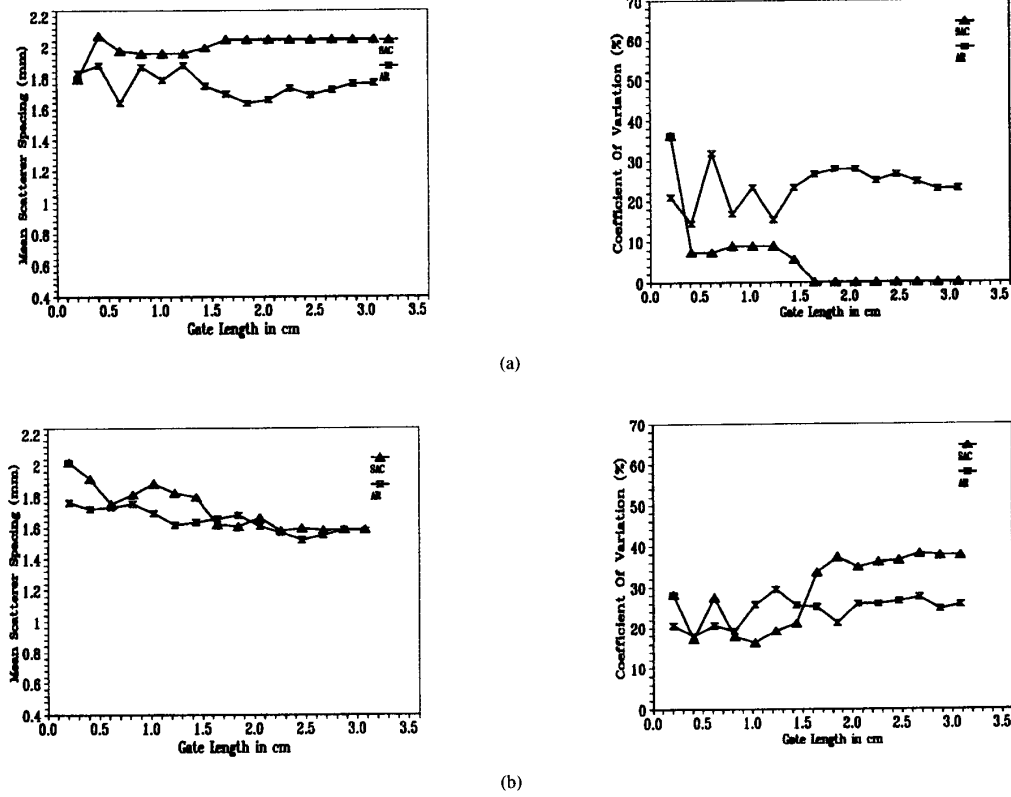 Mean Scatterer Spacing (mm)
2.2
2
1.8
1.6
1.4
1.2
1
0.8
0.6
0.4
0.0 0.5 1.0 1.5 2.0 2.5 3.0 3.5
Gate Length in cm
SAC
AR
Coefficient Of Variation (%)
70
60
50
40
30
20
10
0
0.0 0.5 1.0 1.5 2.0 2.5 3.0 3.5
Gate Length in cm
SAC
AR
(a)
Mean Scatterer Spacing (mm)
2.2
2
1.8
1.6
1.4
1.2
1
0.8
0.6
0.4
0.0 0.5 1.0 1.5 2.0 2.5 3.0 3.5
Gate Length in cm
SAC
AR
Coefficient Of Variation (%)
70
60
50
40
30
20
10
0
0.0 0.5 1.0 1.5 2.0 2.5 3.0 3.5
Gate Length in cm
SAC
AR
(b)